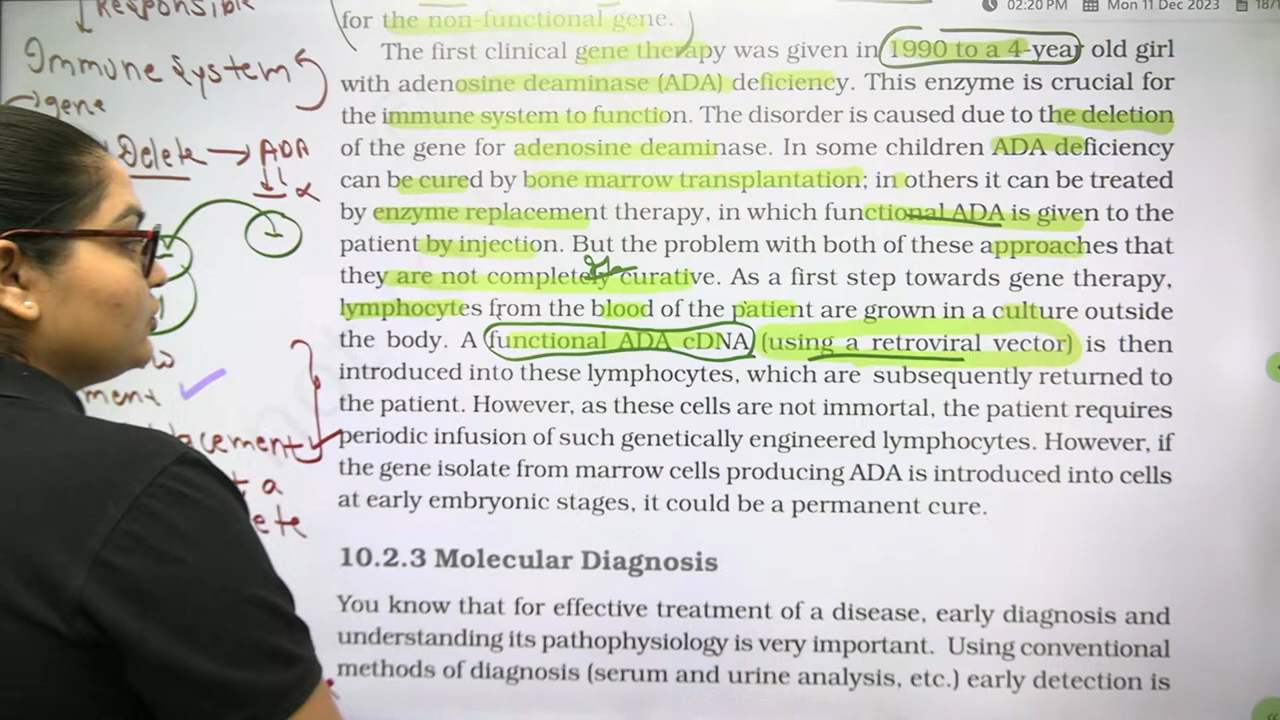 Responsible
Immune System
gene
Delete → ADA
α
ment
placement
a
ete
02:20 PM Mon 11 Dec 2023
for the non-functional gene.
The first clinical gene therapy was given in 1990 to a 4-year old girl
with adenosine deaminase (ADA) deficiency. This enzyme is crucial for
the immune system to function. The disorder is caused due to the deletion
of the gene for adenosine deaminase. In some children ADA deficiency
can be cured by bone marrow transplantation; in others it can be treated
by enzyme replacement therapy, in which functional ADA is given to the
patient by injection. But the problem with both of these approaches that
they are not completely curative. As a first step towards gene therapy,
lymphocytes from the blood of the patient are grown in a culture outside
the body. A functional ADA cDNA (using a retroviral vector) is then
introduced into these lymphocytes, which are subsequently returned to
the patient. However, as these cells are not immortal, the patient requires
periodic infusion of such genetically engineered lymphocytes. However, if
the gene isolate from marrow cells producing ADA is introduced into cells
at early embryonic stages, it could be a permanent cure.
10.2.3 Molecular Diagnosis
You know that for effective treatment of a disease, early diagnosis and
understanding its pathophysiology is very important. Using conventional
methods of diagnosis (serum and urine analysis, etc.) early detection is